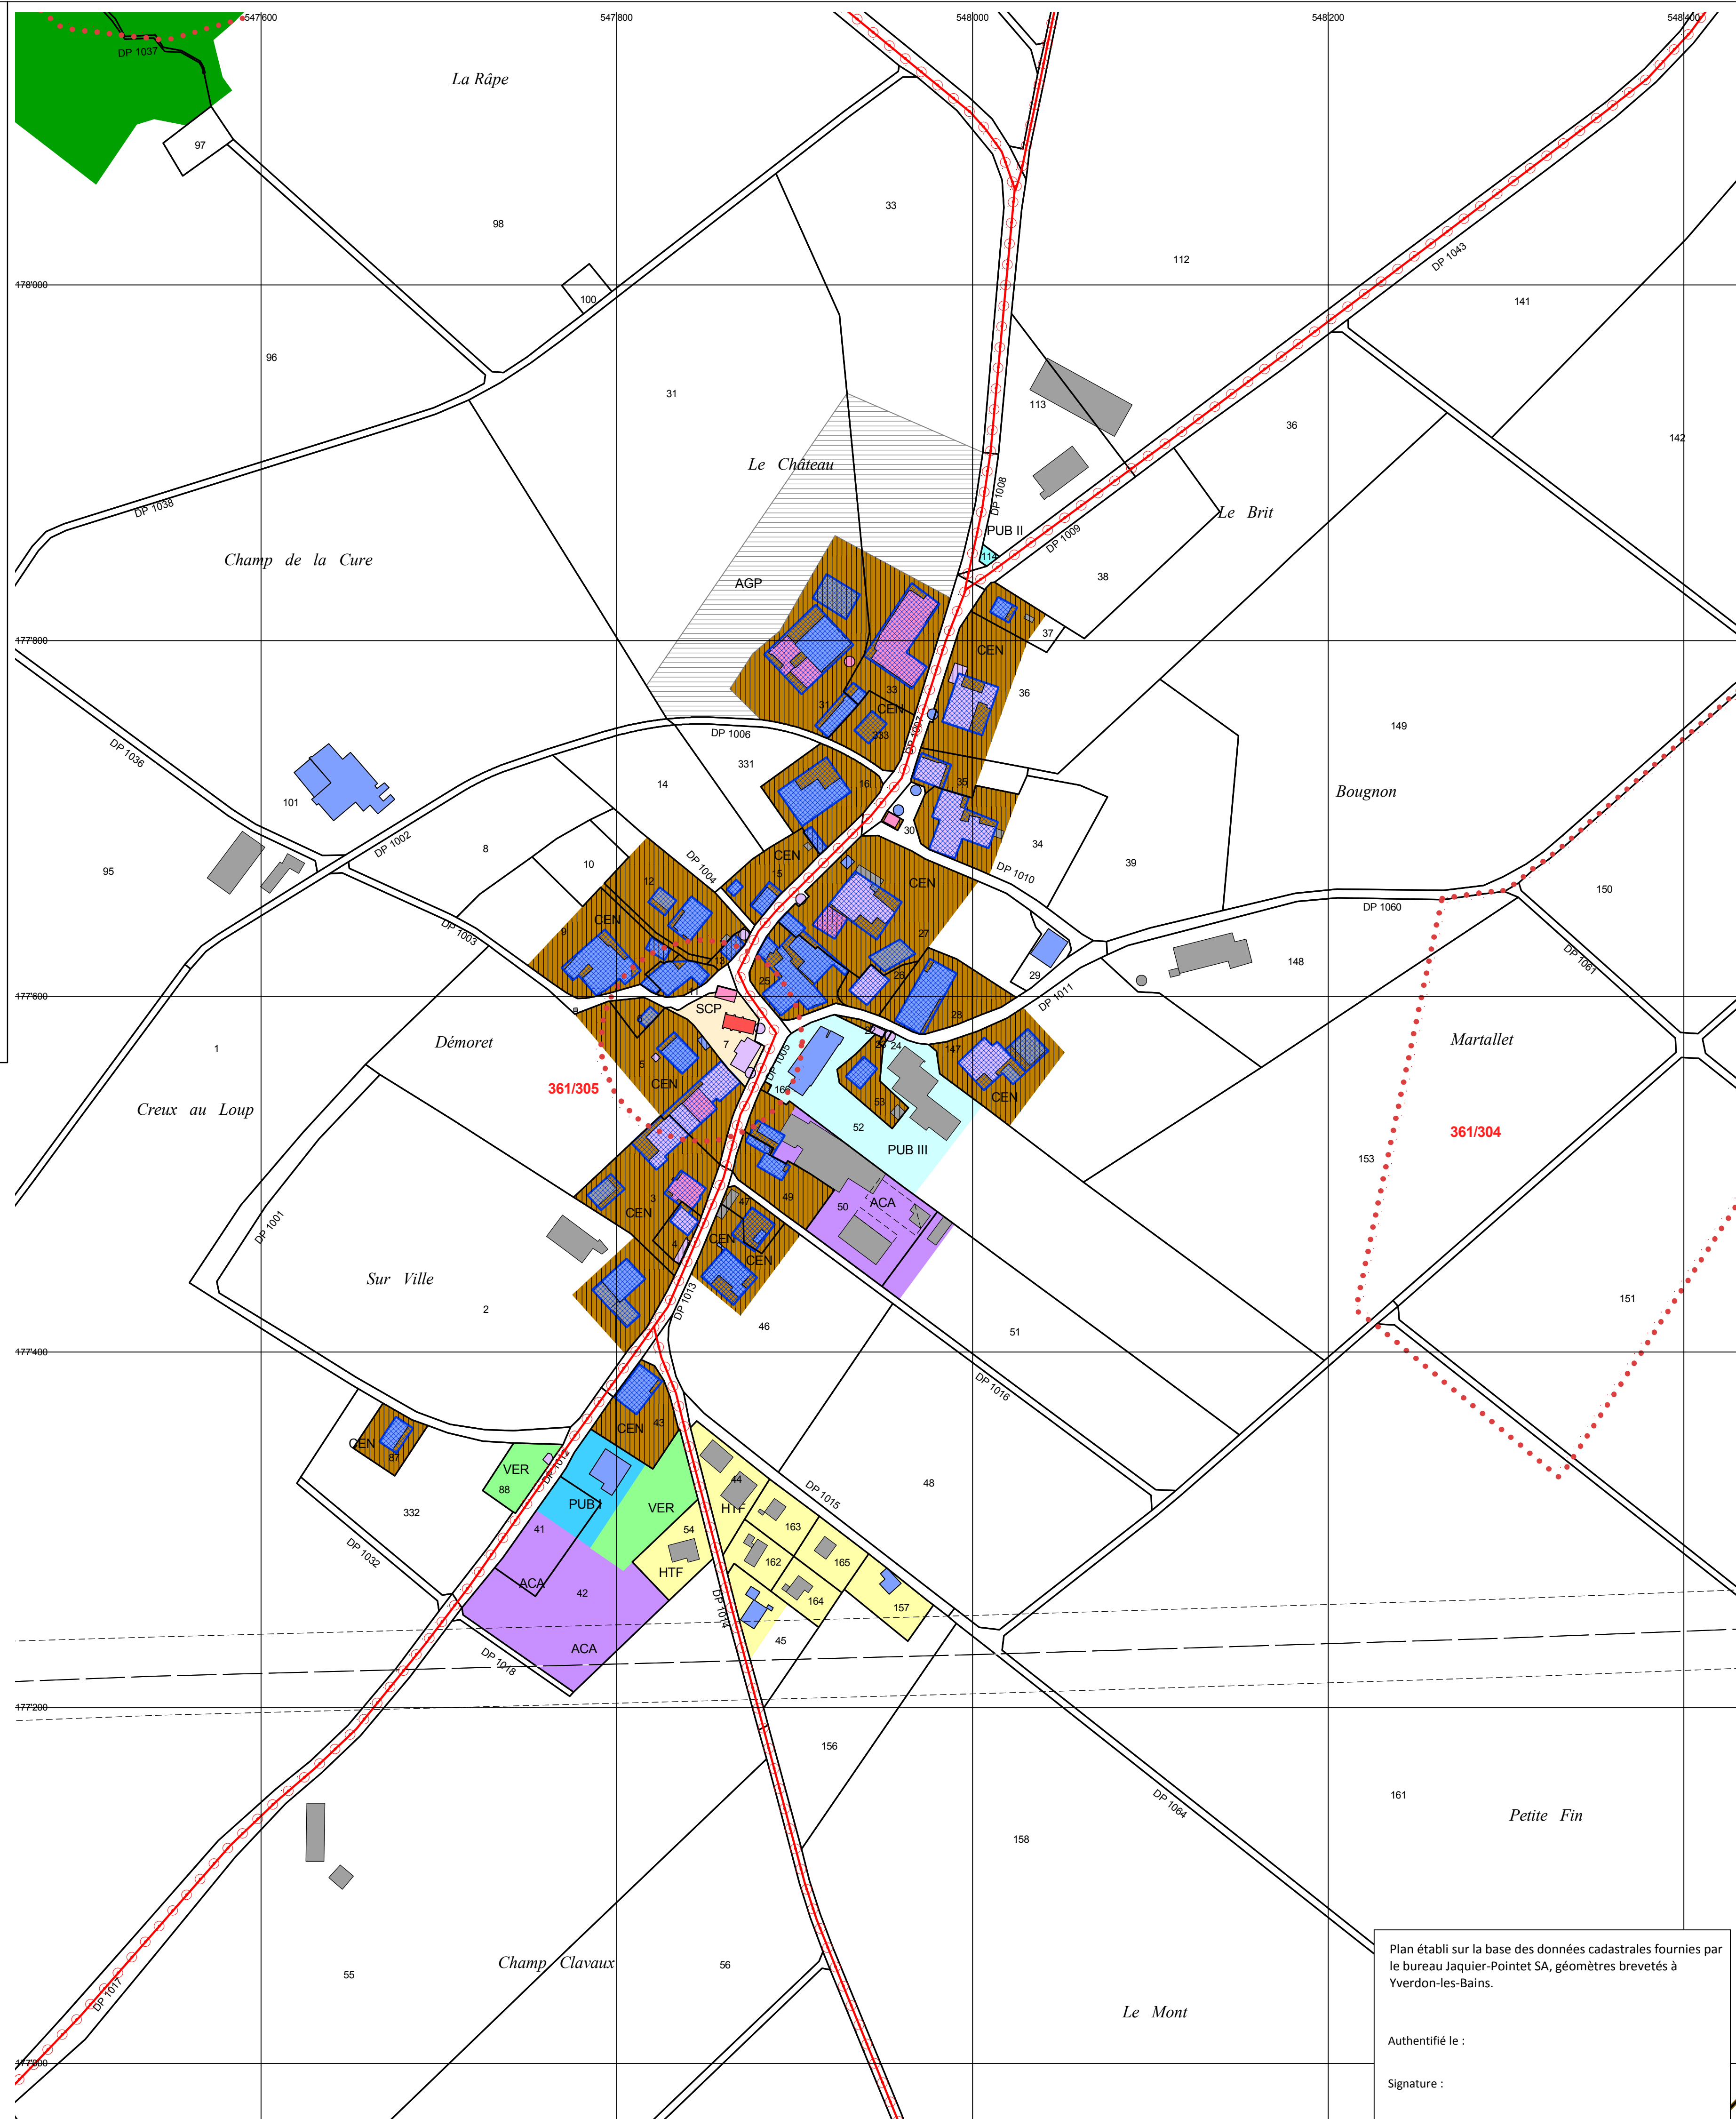 547'600
547'800
548'000
548'200
548'400
DP 1037
La Râpe
97
33
98
112
DP 1043
178'000
100
141
96
31
113
36
142
Le Château
DP 1038
DP 1008
Le Brit
PUB II
114
DP 1009
Champ de la Cure
AGP
38
177'800
37
CEN
33
36
31
CEN
333
DP 1007
149
DP 1036
DP 1006
331
14
16
35
Bougnon
101
30
DP 1002
8
34
10
DP 1004
CEN
39
95
15
DP 1010
12
CEN
150
CEN
DP 1060
9
27
DP 1003
13
148
DP 1061
25
26
29
177'600
11
SCP
DP 1011
8
6
28
7
24
147
1
Démoret
5
DP 1005
Martallet
CEN
361/305
166
53
CEN
Creux au Loup
52
361/304
PUB III
153
3
47
49
50
ACA
CEN
DP 1001
CEN
4
CEN
Sur Ville
151
2
DP 1013
46
51
177'400
DP 1016
CEN
43
CEN
87
VER
DP 1012
44
48
88
PUB I
VER
HTF
DP 1015
332
41
54
163
DP 1032
162
165
HTF
ACA
42
164
157
DP 1014
45
ACA
DP 1018
177'200
156
DP 1064
161
Petite Fin
158
Champ Clavaux
56
55
DP 1017
Le Mont
177'000
Plan établi sur la base des données cadastrales fournies par
le bureau Jaquier-Pointet SA, géomètres brevetés à
Yverdon-les-Bains.
Authentifié le :
Signature :